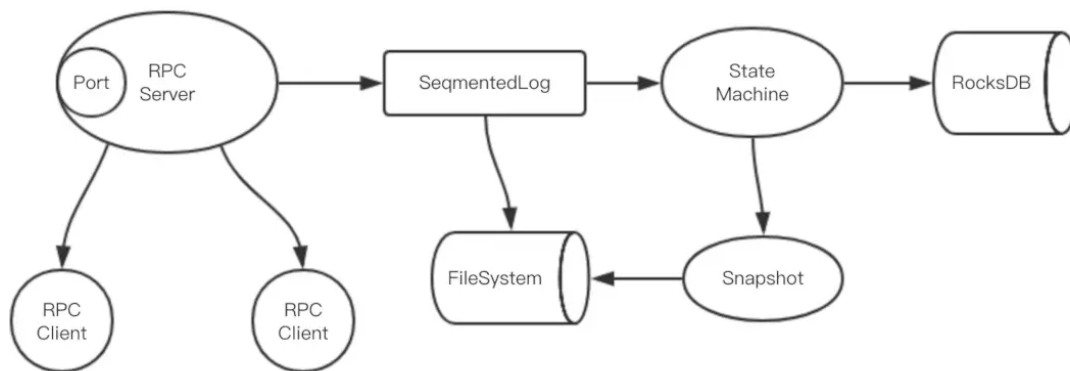 Port
RPC
Server
SeqmentedLog
State
Machine
RocksDB
FileSystem
Snapshot
RPC
Client
RPC
Client